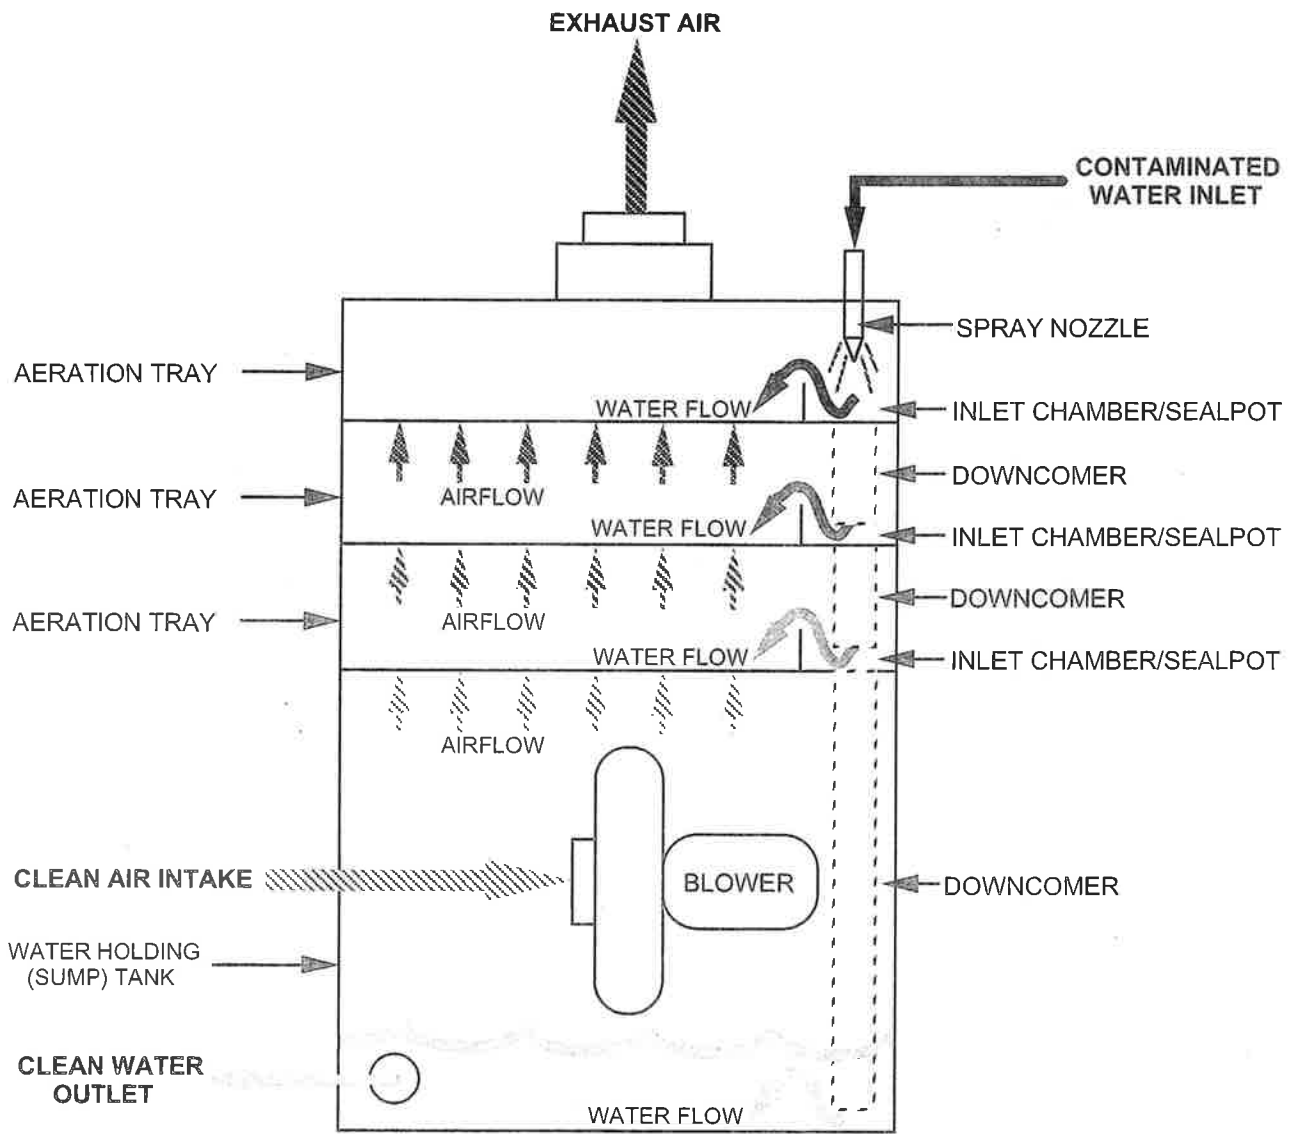 EXHAUST AIR
CONTAMINATED
WATER INLET
SPRAY NOZZLE
AERATION TRAY
WATER FLOW
INLET CHAMBER/SEALPOT
DOWNCOMER
AERATION TRAY
AIRFLOW
WATER FLOW
INLET CHAMBER/SEALPOT
DOWNCOMER
AERATION TRAY
AIRFLOW
WATER FLOW
INLET CHAMBER/SEALPOT
AIRFLOW
CLEAN AIR INTAKE
BLOWER
DOWNCOMER
WATER HOLDING
(SUMP) TANK
CLEAN WATER
OUTLET
WATER FLOW